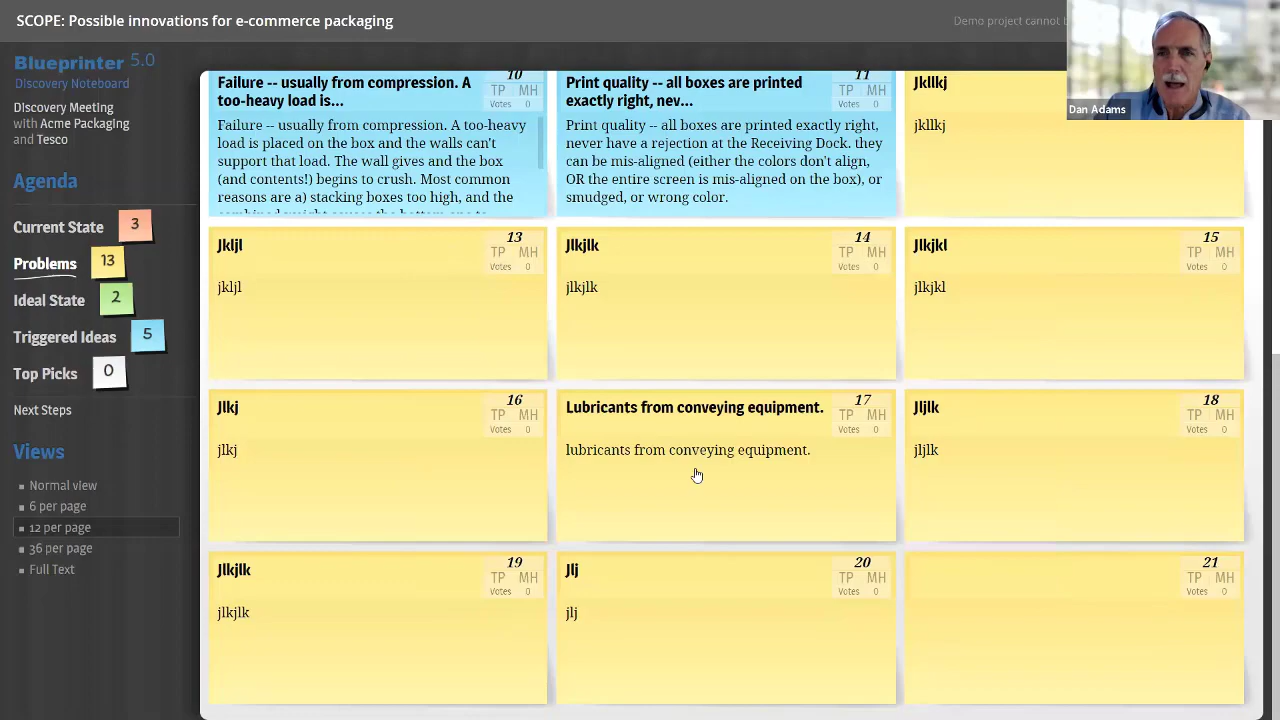 SCOPE: Possible innovations for e-commerce packaging
Demo project cannot b
Dan Adams
Blueprinter 5.0
Discovery Noteboard
Discovery Meeting
with Acme Packaging
and Tesco
Agenda
Current State 3
Problems 13
Ideal State 2
Triggered Ideas 5
Top Picks 0
Next Steps
Views
Normal view
6 per page
12 per page
36 per page
Full Text
Failure -- usually from compression. A
too-heavy load is...
10
TP MH
Votes 0
Failure -- usually from compression. A too-heavy
load is placed on the box and the walls can't
support that load. The wall gives and the box
(and contents!) begins to crush. Most common
reasons are a) stacking boxes too high, and the
Print quality -- all boxes are printed
exactly right, nev...
11
TP MH
Votes 0
Print quality -- all boxes are printed exactly right,
never have a rejection at the Receiving Dock. they
can be mis-aligned (either the colors don't align,
OR the entire screen is mis-aligned on the box), or
smudged, or wrong color.
Jkllkj
jkllkj
Jkljl
13
TP MH
Votes 0
jkljl
Jlkjlk
14
TP MH
Votes 0
jlkjlk
Jlkjkl
15
TP MH
Votes 0
jlkjkl
Jlkj
16
TP MH
Votes 0
jlkj
Lubricants from conveying equipment.
17
TP MH
Votes 0
lubricants from conveying equipment.
Jljlk
18
TP MH
Votes 0
jljlk
Jlkjlk
19
TP MH
Votes 0
jlkjlk
Jlj
20
TP MH
Votes 0
jlj
21
TP MH
Votes 0